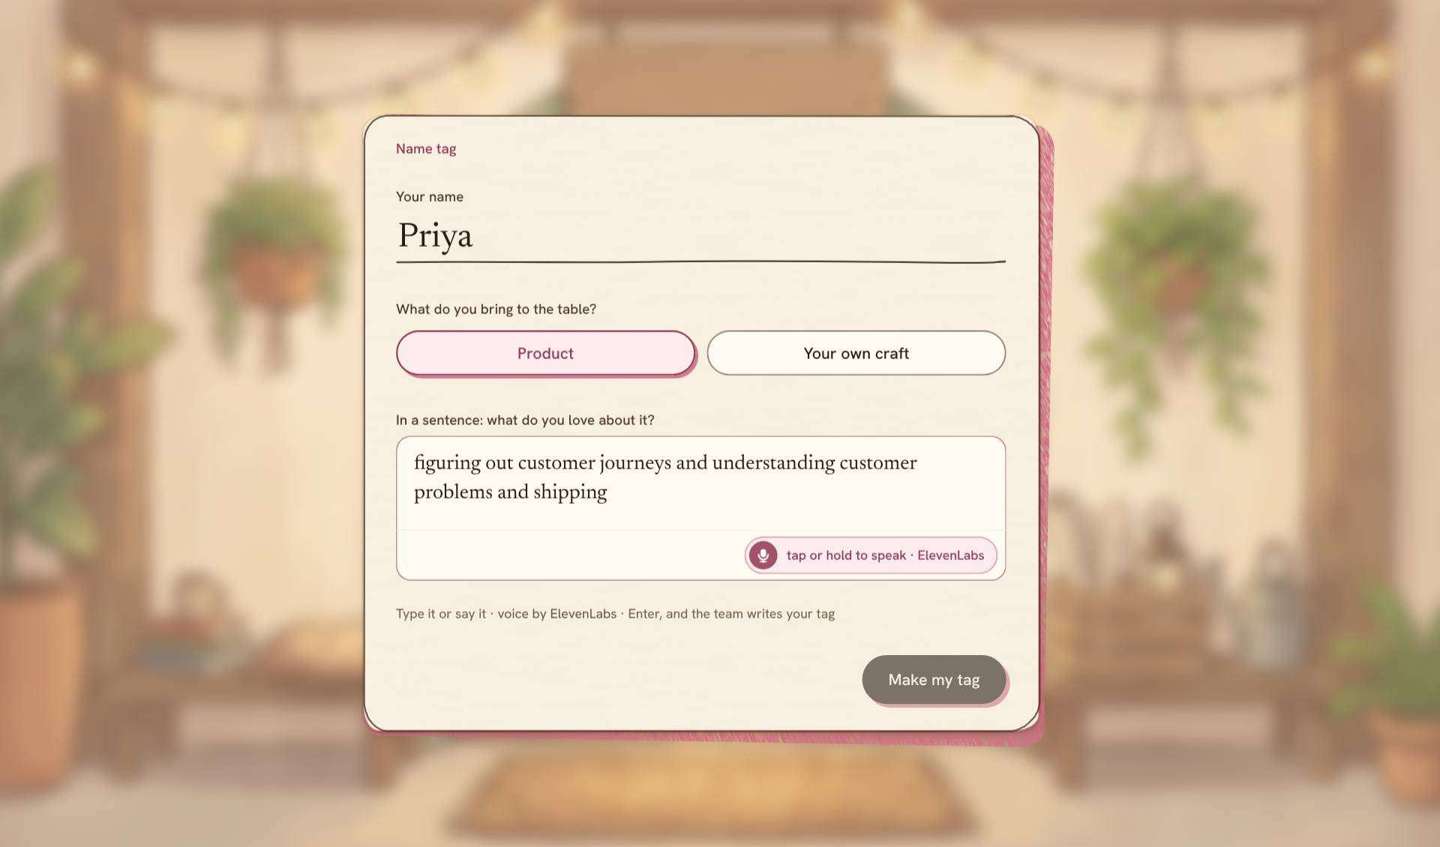 Name tag
Your name
Priya
What do you bring to the table?
Product
Your own craft
In a sentence: what do you love about it?
figuring out customer journeys and understanding customer
problems and shipping
tap or hold to speak · ElevenLabs
Type it or say it · voice by ElevenLabs · Enter, and the team writes your tag
Make my tag